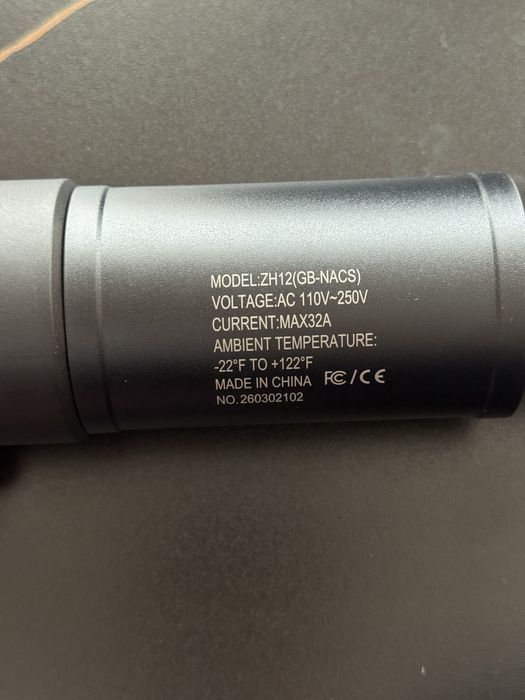 MODEL:ZH12(GB-NACS)
VOLTAGE:AC 110V~250V
CURRENT:MAX32A
AMBIENT TEMPERATURE:
-22°F TO +122°F
MADE IN CHINA FC/CE
NO.260302102